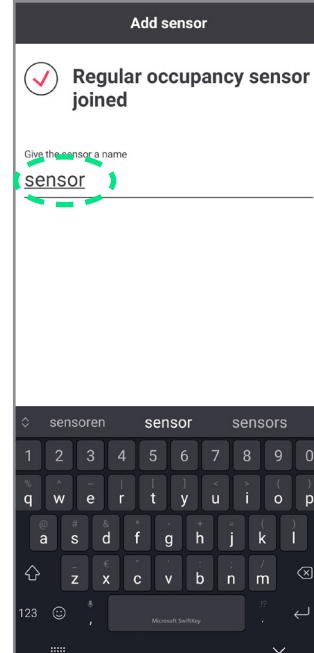 Add sensor
Regular occupancy sensor
joined
Give the sensor a name
sensor
sensoren sensor sensors
1 2 3 4 5 6 7 8 9 0
q w e r t y u i o p
a s d f g h j k l
z x c v b n m
123 , Microsoft SwiftKey .